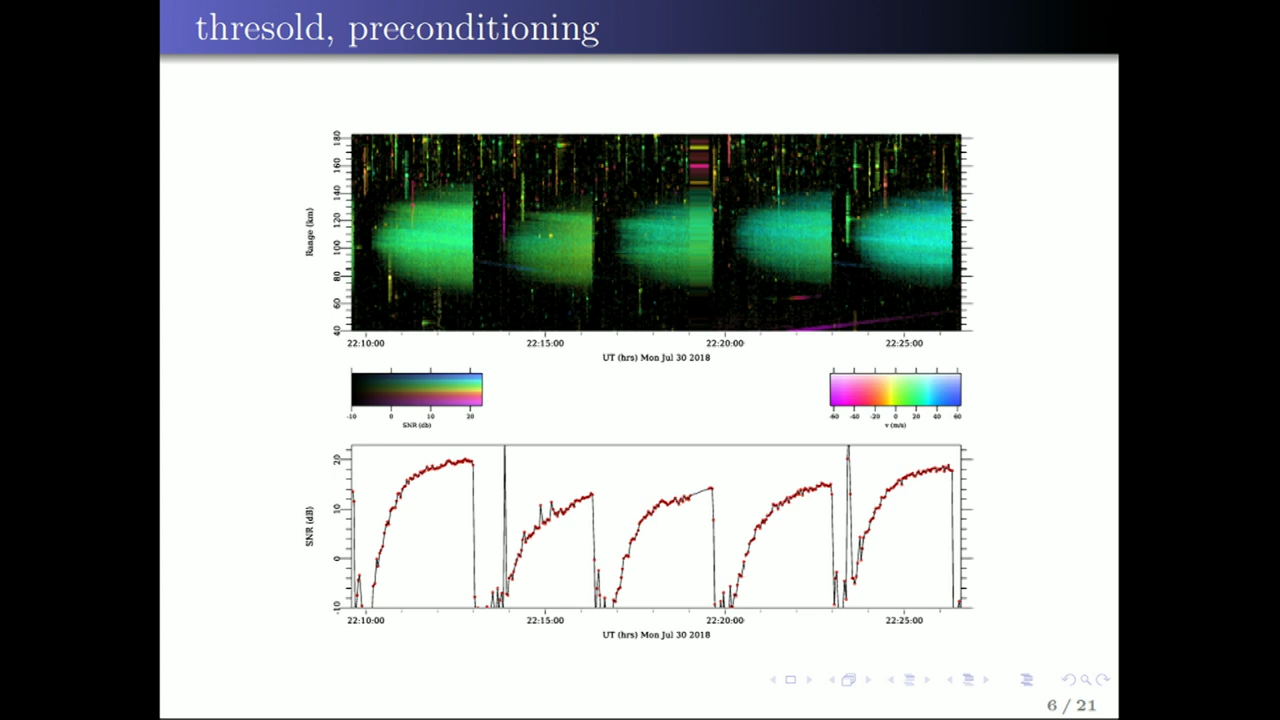 thresold, preconditioning
180
160
140
120
100
80
60
40
Range (km)
22:10:00 22:15:00 22:20:00 22:25:00
UT (hrs) Mon Jul 30 2018
-10 0 10 20
SNR (db)
-60 -40 -20 0 20 40 60
v (m/s)
20
10
0
-10
SNR (dB)
22:10:00 22:15:00 22:20:00 22:25:00
UT (hrs) Mon Jul 30 2018
6 / 21